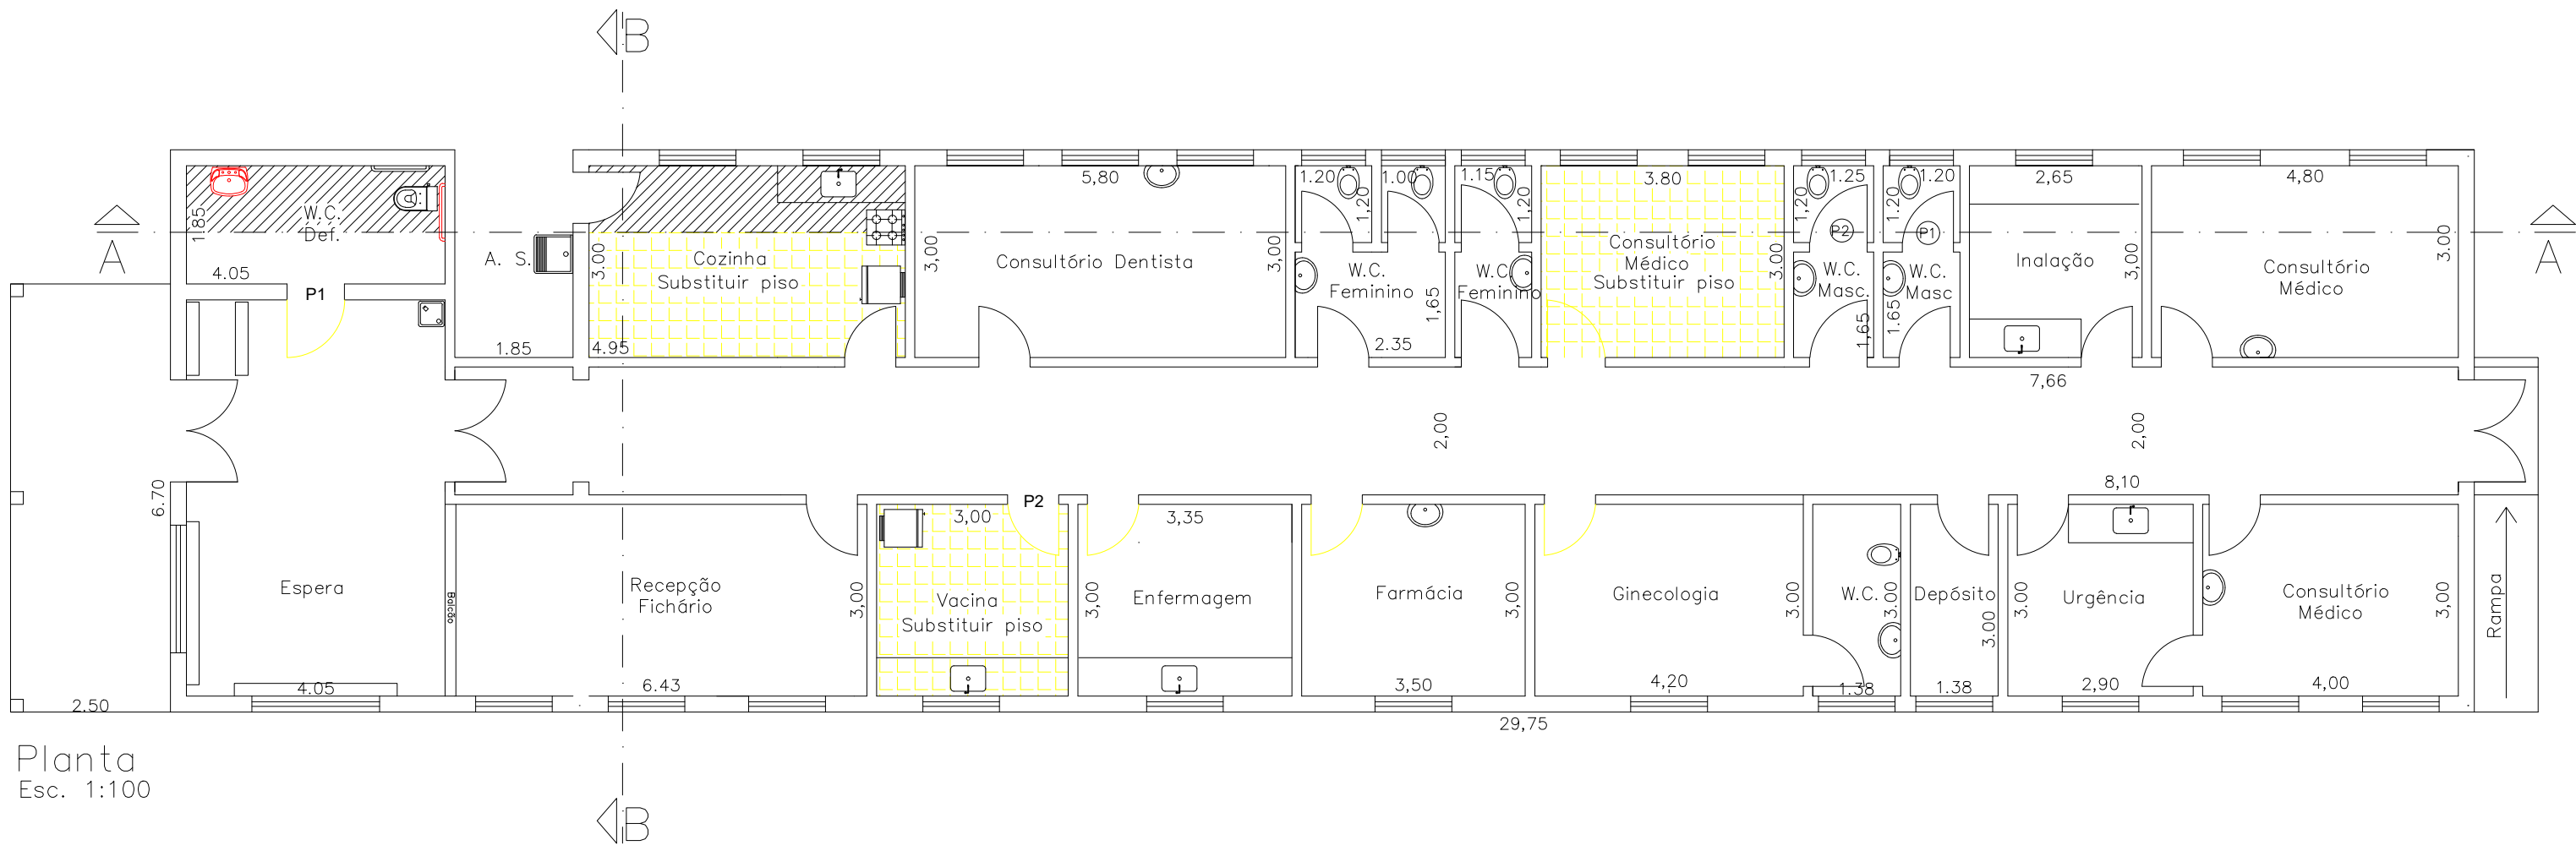 B
5,80
1.20
1.00
1.15
3.80
1.25
1.20
2,65
4,80
1.85
W.C.
Def.
1,20
1,20
1,20
1.20
P2
P1
A
A
4.05
A. S.
3.00
Cozinha
Substituir piso
3,00
Consultório Dentista
3,00
W.C.
Feminino
1,65
W.C.
Feminino
Consultório
Médico
Substituir piso
3.00
W.C.
Masc.
1,65
W.C.
Masc
1.65
Inalação
3,00
Consultório
Médico
3.00
P1
1.85
4.95
2.35
7,66
2,00
2,00
6.70
8,10
P2
3,00
3,35
Espera
Balcão
Recepção
Fichário
3,00
Vacina
Substituir piso
3,00
Enfermagem
Farmácia
3,00
Ginecologia
3.00
W.C.
3.00
Depósito
3.00
3.00
Urgência
Consultório
Médico
3,00
Rampa
2.50
4.05
6.43
3,50
4,20
1.38
1.38
2,90
4,00
29,75
Planta
Esc. 1:100
B